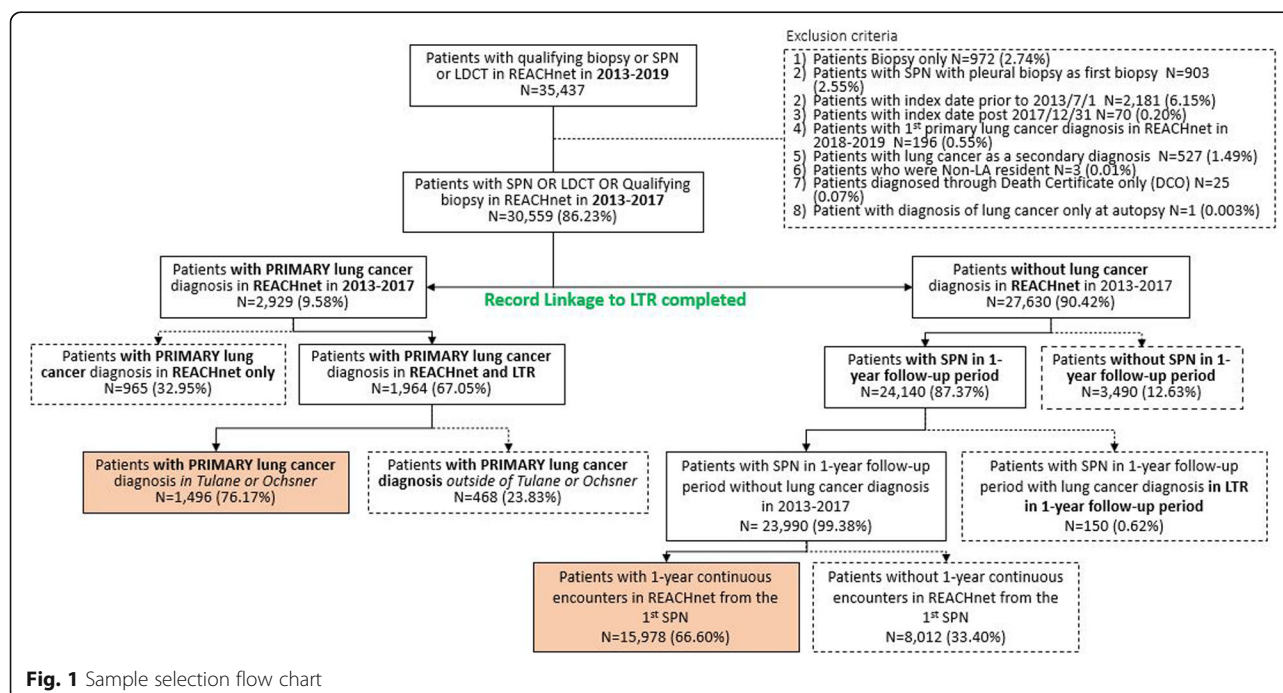 Patients with qualifying biopsy or SPN
or LDCT in REACHnet in 2013-2019
N=35,437
Exclusion criteria
1) Patients Biopsy only N=972 (2.74%)
2) Patients with SPN with pleural biopsy as first biopsy N=903
(2.55%)
2) Patients with index date prior to 2013/7/1 N=2,181 (6.15%)
3) Patients with index date post 2017/12/31 N=70 (0.20%)
4) Patients with 1st primary lung cancer diagnosis in REACHnet in
2018-2019 N=196 (0.55%)
5) Patients with lung cancer as a secondary diagnosis N=527 (1.49%)
6) Patients who were Non-LA resident N=3 (0.01%)
7) Patients diagnosed through Death Certificate only (DCO) N=25
(0.07%)
8) Patient with diagnosis of lung cancer only at autopsy N=1 (0.003%)
Patients with SPN OR LDCT OR Qualifying
biopsy in REACHnet in 2013-2017
N=30,559 (86.23%)
Patients with PRIMARY lung cancer
diagnosis in REACHnet in 2013-2017
N=2,929 (9.58%)
Record Linkage to LTR completed
Patients without lung cancer
diagnosis in REACHnet in 2013-2017
N=27,630 (90.42%)
Patients with PRIMARY lung
cancer diagnosis in REACHnet only
N=965 (32.95%)
Patients with PRIMARY lung cancer
diagnosis in REACHnet and LTR
N=1,964 (67.05%)
Patients with SPN in 1-
year follow-up period
N=24,140 (87.37%)
Patients without SPN in 1-
year follow-up period
N=3,490 (12.63%)
Patients with PRIMARY lung cancer
diagnosis in Tulane or Ochsner
N=1,496 (76.17%)
Patients with PRIMARY lung cancer
diagnosis outside of Tulane or Ochsner
N=468 (23.83%)
Patients with SPN in 1-year follow-up
period without lung cancer diagnosis
in 2013-2017
N= 23,990 (99.38%)
Patients with SPN in 1-year follow-up
period with lung cancer diagnosis in LTR
in 1-year follow-up period
N=150 (0.62%)
Patients with 1-year continuous
encounters in REACHnet from the
1st SPN
N=15,978 (66.60%)
Patients without 1-year continuous
encounters in REACHnet from the
1st SPN
N=8,012 (33.40%)
Fig. 1 Sample selection flow chart